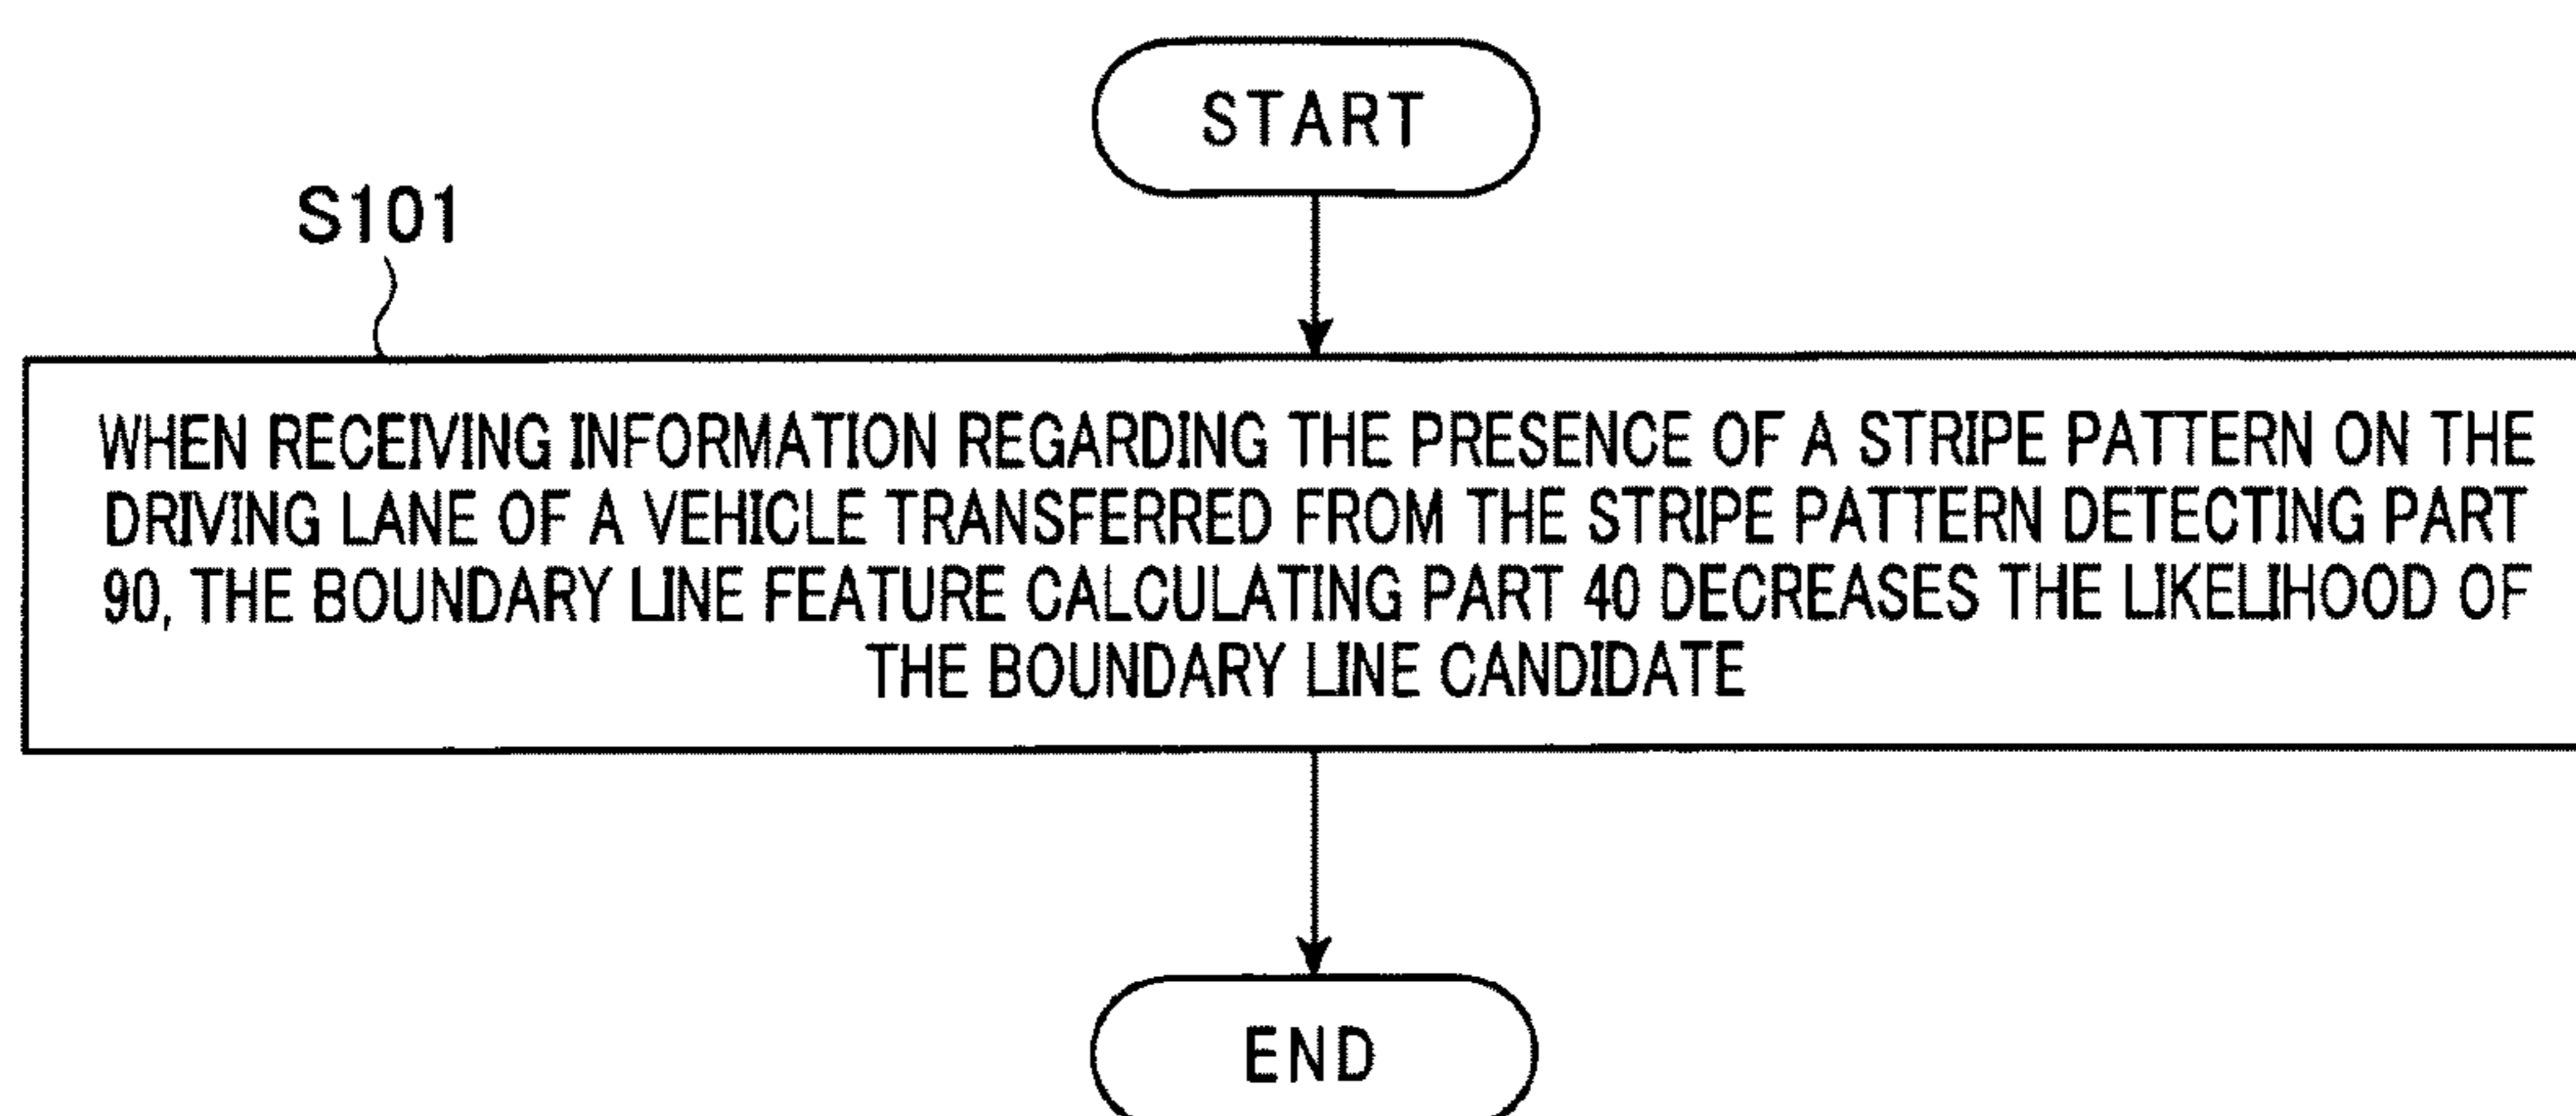 START
S101
WHEN RECEIVING INFORMATION REGARDING THE PRESENCE OF A STRIPE PATTERN ON THE
DRIVING LANE OF A VEHICLE TRANSFERRED FROM THE STRIPE PATTERN DETECTING PART
90, THE BOUNDARY LINE FEATURE CALCULATING PART 40 DECREASES THE LIKELIHOOD OF
THE BOUNDARY LINE CANDIDATE
END